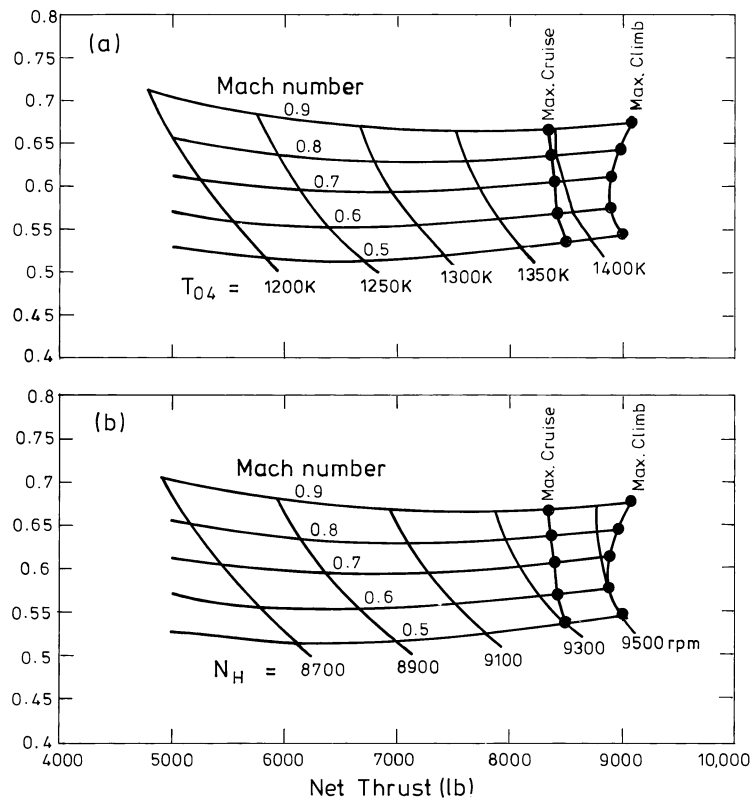 0.8
(a)
0.75
0.7
Mach number
0.9
Max. Cruise
Max. Climb
0.65
0.8
0.6
0.7
0.55
0.6
0.5
0.5
T04 = 1200K 1250K 1300K 1350K 1400K
0.45
0.4
0.8
(b)
0.75
0.7
Mach number
0.9
Max. Cruise
Max. Climb
0.65
0.8
0.6
0.7
0.55
0.6
0.5
0.5
NH = 8700 8900 9100 9300 9500 rpm
0.45
0.4
4000 5000 6000 7000 8000 9000 10,000
Net Thrust (lb)